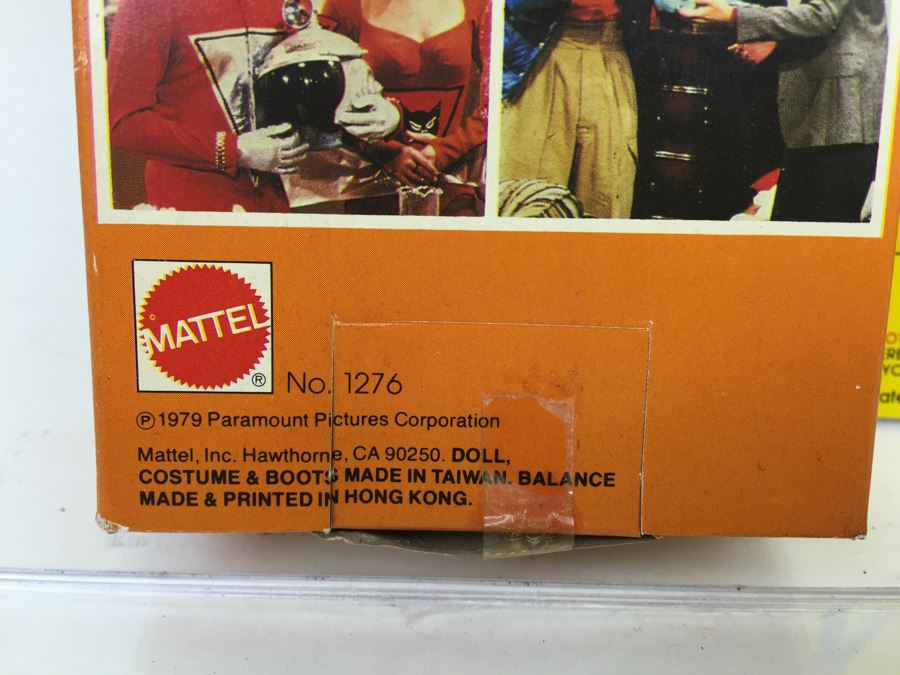 MATTEL
®
No. 1276
Ⓟ 1979 Paramount Pictures Corporation
Mattel, Inc. Hawthorne, CA 90250. DOLL,
COSTUME & BOOTS MADE IN TAIWAN. BALANCE
MADE & PRINTED IN HONG KONG.